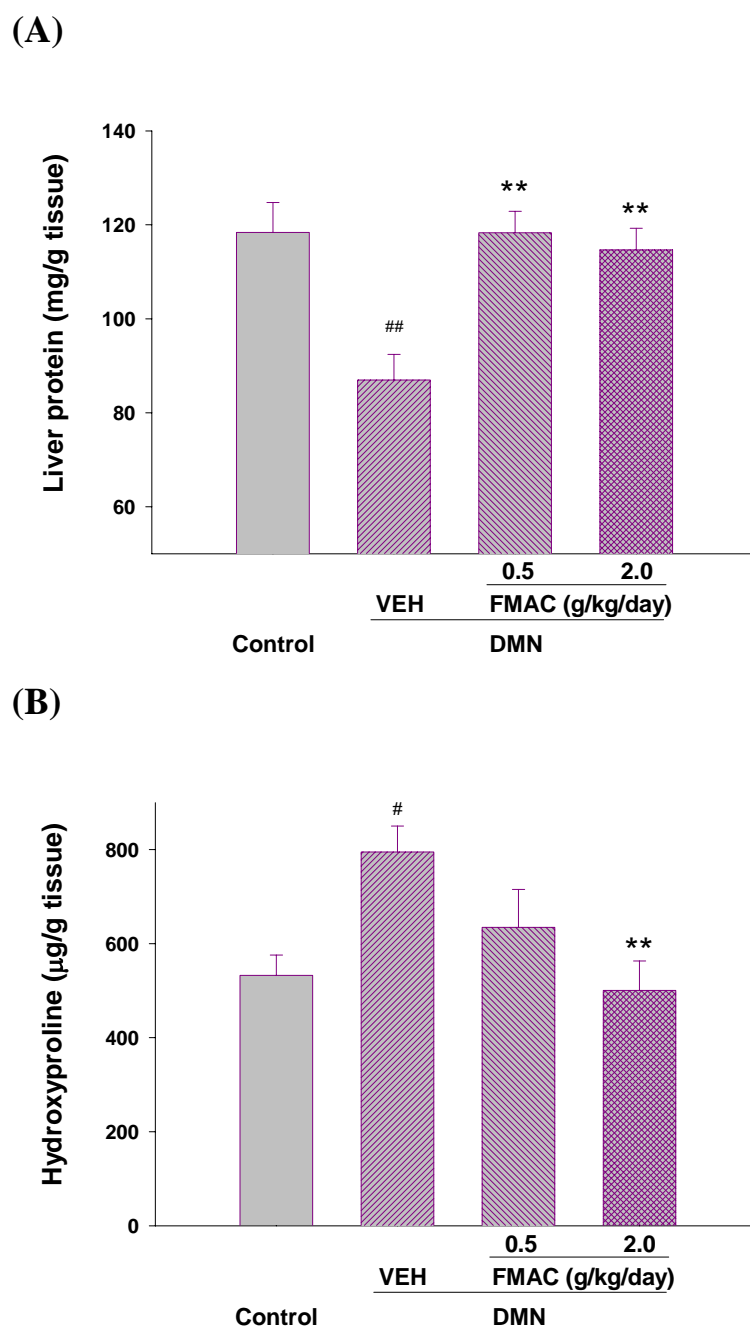 (A)
Liver protein (mg/g tissue)
140
120
100
80
60
##
**
**
0.5 2.0
VEH FMAC (g/kg/day)
Control DMN
(B)
Hydroxyproline (μg/g tissue)
800
600
400
200
0
#
**
0.5 2.0
VEH FMAC (g/kg/day)
Control DMN